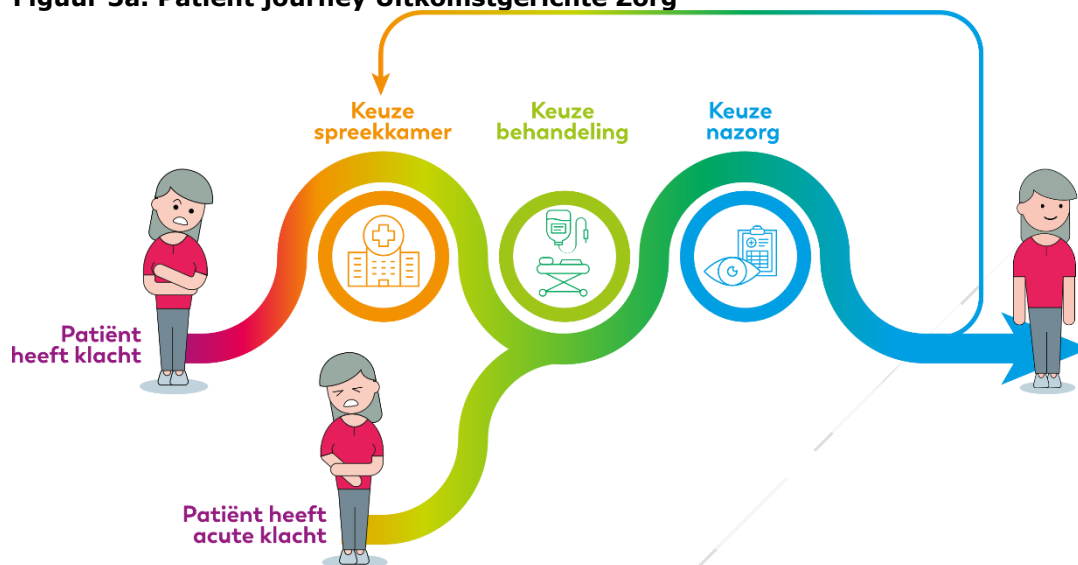 Figuur 3a: Patient journey Uitkomstgerichte Zorg
Keuze
spreekkamer
Keuze
behandeling
Keuze
nazorg
Patiënt
heeft klacht
Patiënt heeft
acute klacht